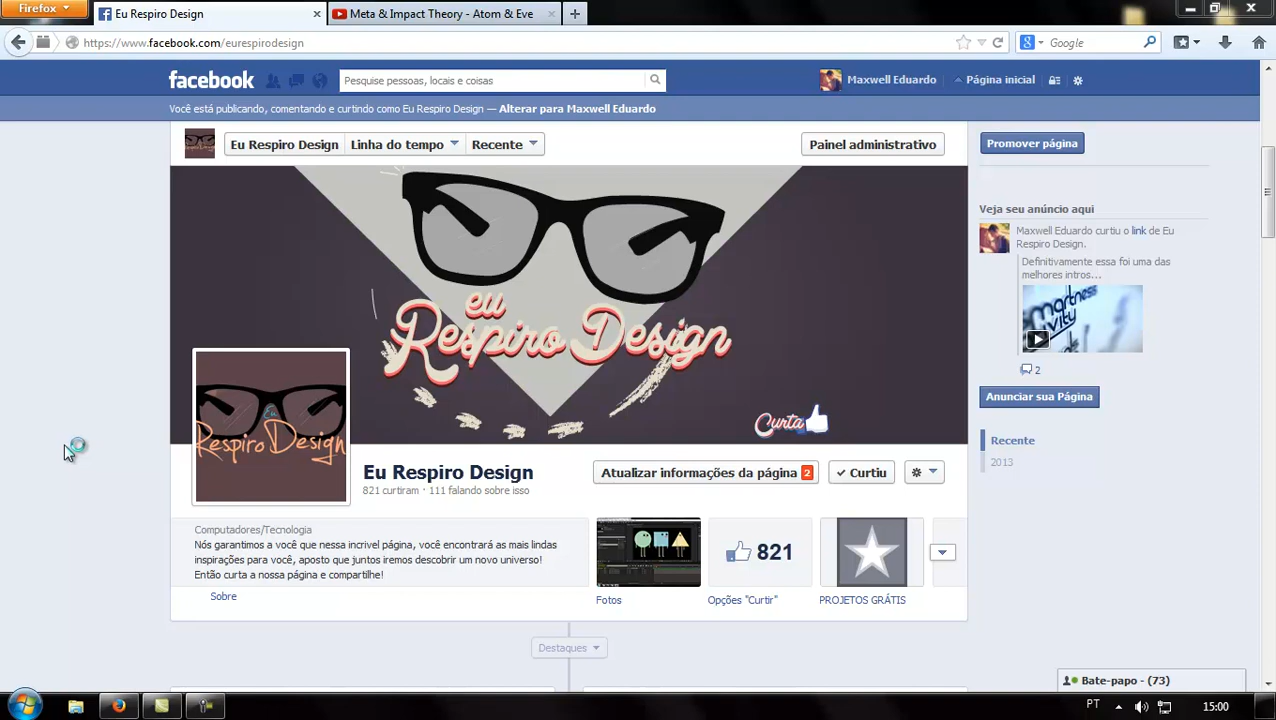 Firefox
Eu Respiro Design
Meta & Impact Theory - Atom & Eve
https://www.facebook.com/eurespirodesign
Google
facebook
Pesquise pessoas, locais e coisas
Maxwell Eduardo
Página inicial
Você está publicando, comentando e curtindo como Eu Respiro Design — Alterar para Maxwell Eduardo
Eu Respiro Design
Linha do tempo
Recente
Painel administrativo
Promover página
Veja seu anúncio aqui
Maxwell Eduardo curtiu o link de Eu
Respiro Design.
Definitivamente essa foi uma das
melhores intros...
smartness
vity
2
Anunciar sua Página
Recente
2013
eu
Respiro Design
Curta
Eu
Respiro Design
Eu Respiro Design
821 curtiram · 111 falando sobre isso
Atualizar informações da página 2
Curtiu
Computadores/Tecnologia
Nós garantimos a você que nessa incrivel página, você encontrará as mais lindas
inspirações para você, aposto que juntos iremos descobrir um novo universo!
Então curta a nossa página e compartilhe!
Sobre
821
Fotos
Opções "Curtir"
PROJETOS GRÁTIS
Destaques
Bate-papo - (73)
PT
15:00